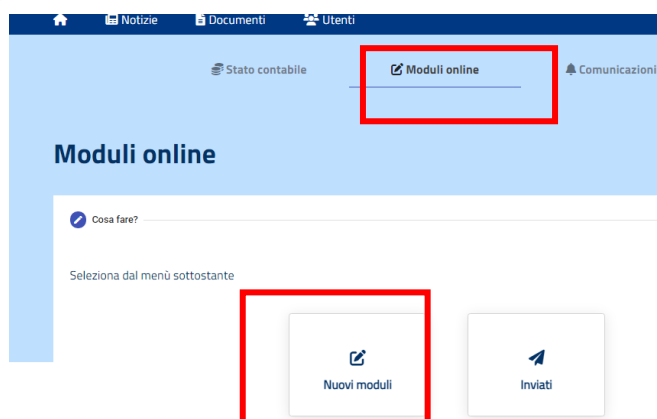 Notizie Documenti Utenti
Stato contabile Moduli online Comunicazioni
Moduli online
Cosa fare?
Seleziona dal menù sottostante
Nuovi moduli Inviati